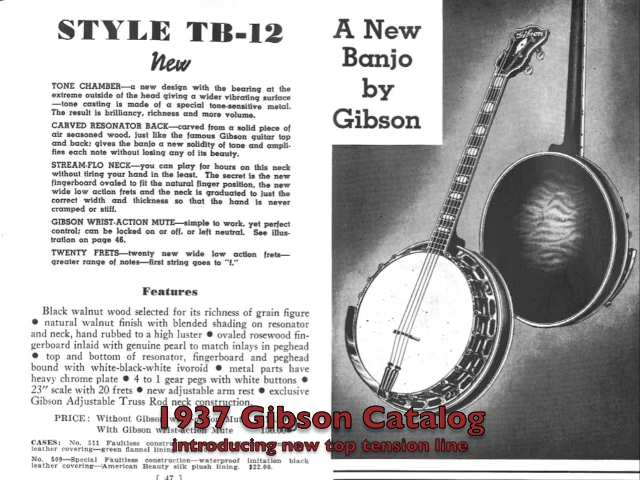 STYLE TB-12
New
TONE CHAMBER—a new design with the bearing at the
extreme outside of the head giving a wider vibrating surface
—tone casting is made of a special tone-sensitive metal.
The result is brilliancy, richness and more volume.
CARVED RESONATOR BACK—carved from a solid piece of
air seasoned wood, just like the famous Gibson guitar top
and back; gives the banjo a new solidity of tone and ampli-
fies each note without losing any of its beauty.
STREAM-FLO NECK—you can play for hours on this neck
without tiring your hand in the least. The secret is the new
fingerboard ovaled to fit the natural finger position, the new
wide low action frets and the neck is graduated to just the
correct width and thickness so that the hand is never
cramped or stiff.
GIBSON WRIST-ACTION MUTE—simple to work, yet perfect
control; can be locked on or off, or left neutral. See illus-
tration on page 46.
TWENTY FRETS—twenty new wide low action frets—
greater range of notes—first string goes to "f."
Features
Black walnut wood selected for its richness of grain figure
● natural walnut finish with blended shading on resonator
and neck, hand rubbed to a high luster ● ovaled rosewood fin-
gerboard inlaid with genuine pearl to match inlays in peghead
● top and bottom of resonator, fingerboard and peghead
bound with white-black-white ivoroid ● metal parts have
heavy chrome plate ● 4 to 1 gear pegs with white buttons ●
23" scale with 20 frets ● new adjustable arm rest ● exclusive
Gibson Adjustable Truss Rod neck construction.
PRICE: Without Gibson
With Gibson
CASES: No. 511 Faultless
leather covering—green flannel
No. 509—Special Faultless construction—waterproof imitation black
leather covering—American Beauty silk plush lining. $22.00.
[ 47 ]
A New
Banjo
by
Gibson
Gibson
1937 Gibson Catalog
introducing new top tension line